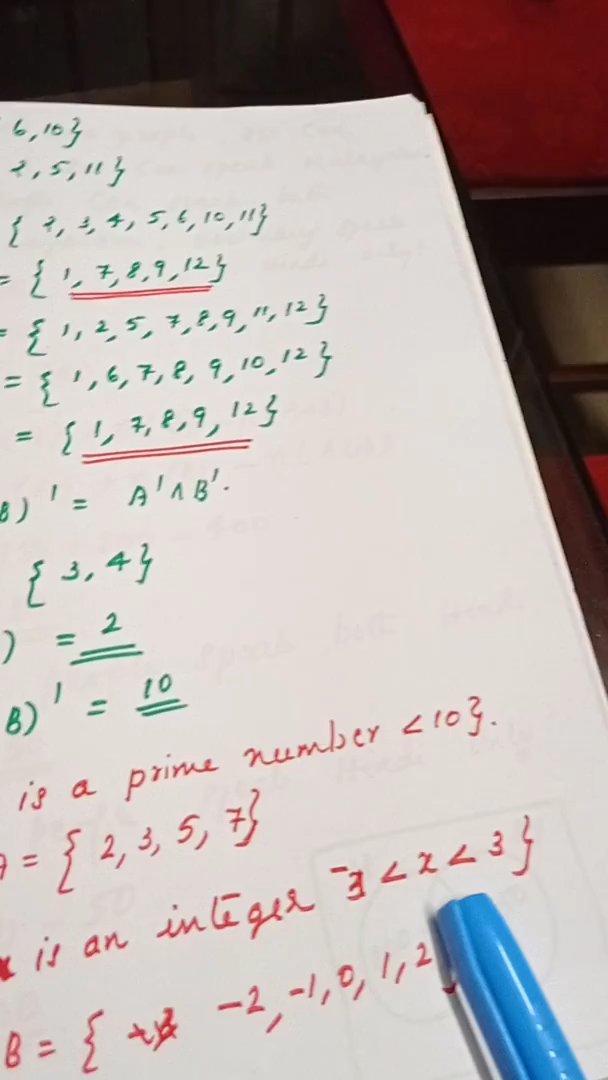 6, 10}
2, 5, 11}
{ 2, 3, 4, 5, 6, 10, 11}
= { 1, 7, 8, 9, 12}
= { 1, 2, 5, 7, 8, 9, 11, 12}
= { 1, 6, 7, 8, 9, 10, 12}
= { 1, 7, 8, 9, 12}
B)' = A' ∧ B'.
{ 3, 4}
) = 2
B)' = 10
is a prime number < 10}.
A = { 2, 3, 5, 7}
x is an integer -3 < x < 3}
B = { -2, -1, 0, 1, 2